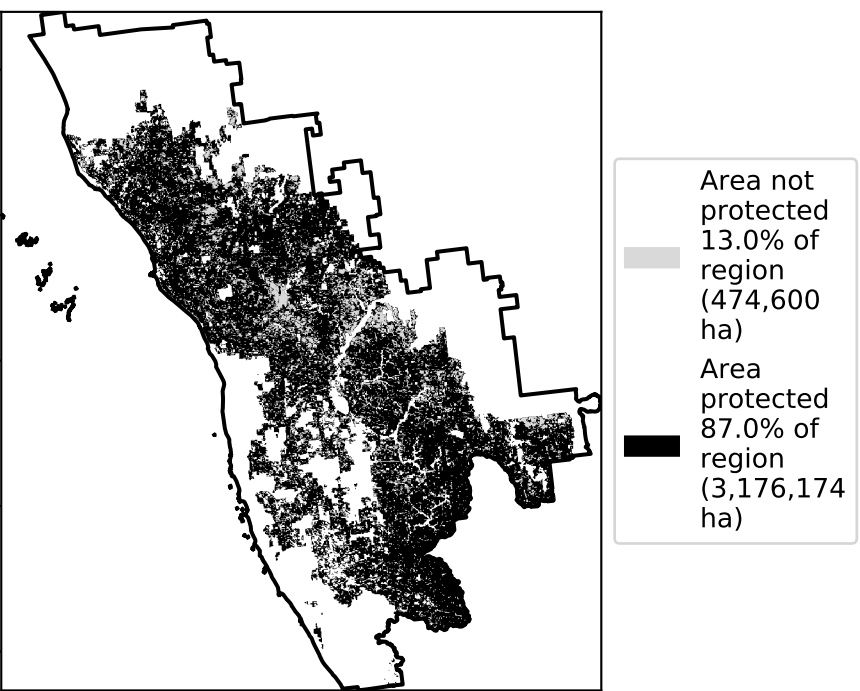 Area not
protected
13.0% of
region
(474,600
ha)
Area
protected
87.0% of
region
(3,176,174
ha)